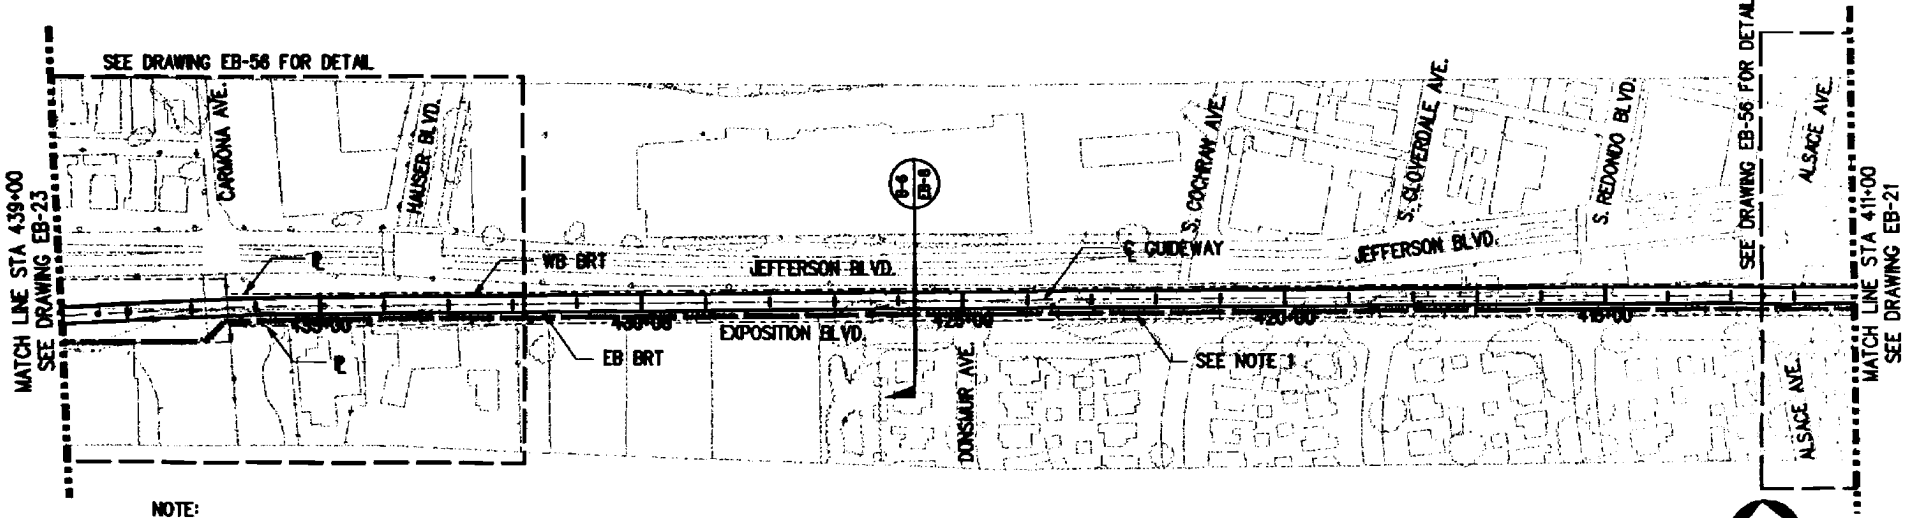 SEE DRAWING EB-56 FOR DETAIL
SEE DRAWING EB-56 FOR DETAIL
MATCH LINE STA 439+00
SEE DRAWING EB-23
CARMONA AVE.
HAUSER BLVD.
S. COCHRAN AVE.
S. CLOVERDALE AVE.
S. REDONDO BLVD.
ALSACE AVE.
MATCH LINE STA 411+00
SEE DRAWING EB-21
WB BRT
JEFFERSON BLVD.
GUIDEWAY
JEFFERSON BLVD.
435+00
430+00
425+00
420+00
415+00
EXPOSITION BLVD.
EB BRT
SEE NOTE 1
DUNSMUIR AVE.
ALSACE AVE.
NOTE: